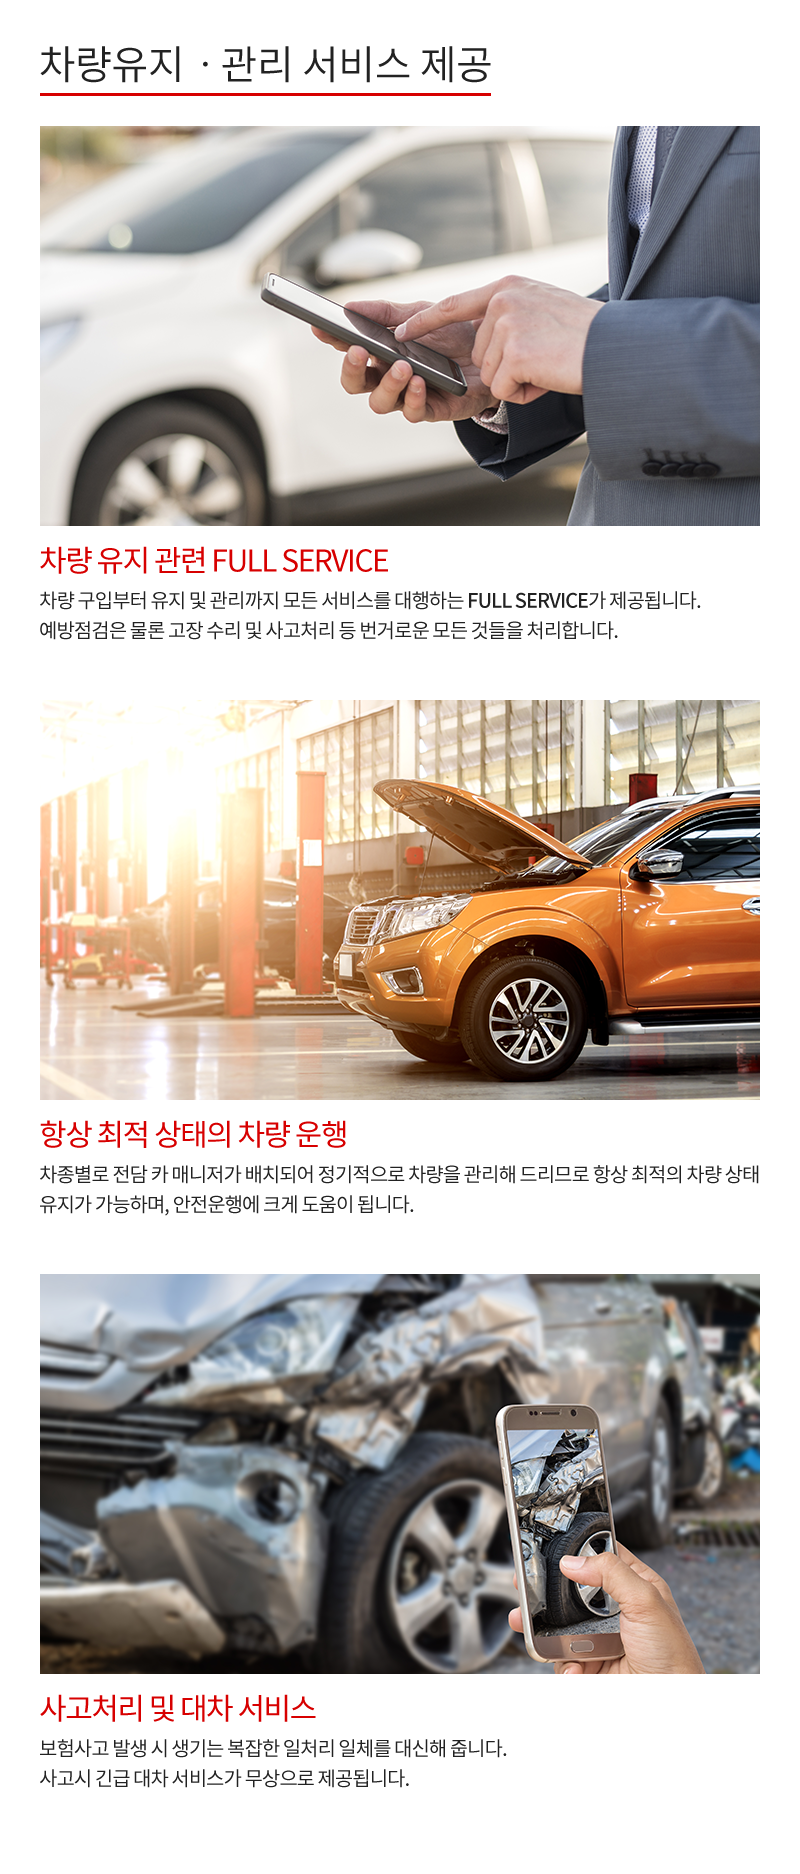 차량유지 · 관리 서비스 제공
차량 유지 관련 FULL SERVICE
차량 구입부터 유지 및 관리까지 모든 서비스를 대행하는 FULL SERVICE가 제공됩니다.
예방점검은 물론 고장 수리 및 사고처리 등 번거로운 모든 것들을 처리합니다.
항상 최적 상태의 차량 운행
차종별로 전담 카 매니저가 배치되어 정기적으로 차량을 관리해 드리므로 항상 최적의 차량 상태
유지가 가능하며, 안전운행에 크게 도움이 됩니다.
사고처리 및 대차 서비스
보험사고 발생 시 생기는 복잡한 일처리 일체를 대신해 줍니다.
사고시 긴급 대차 서비스가 무상으로 제공됩니다.